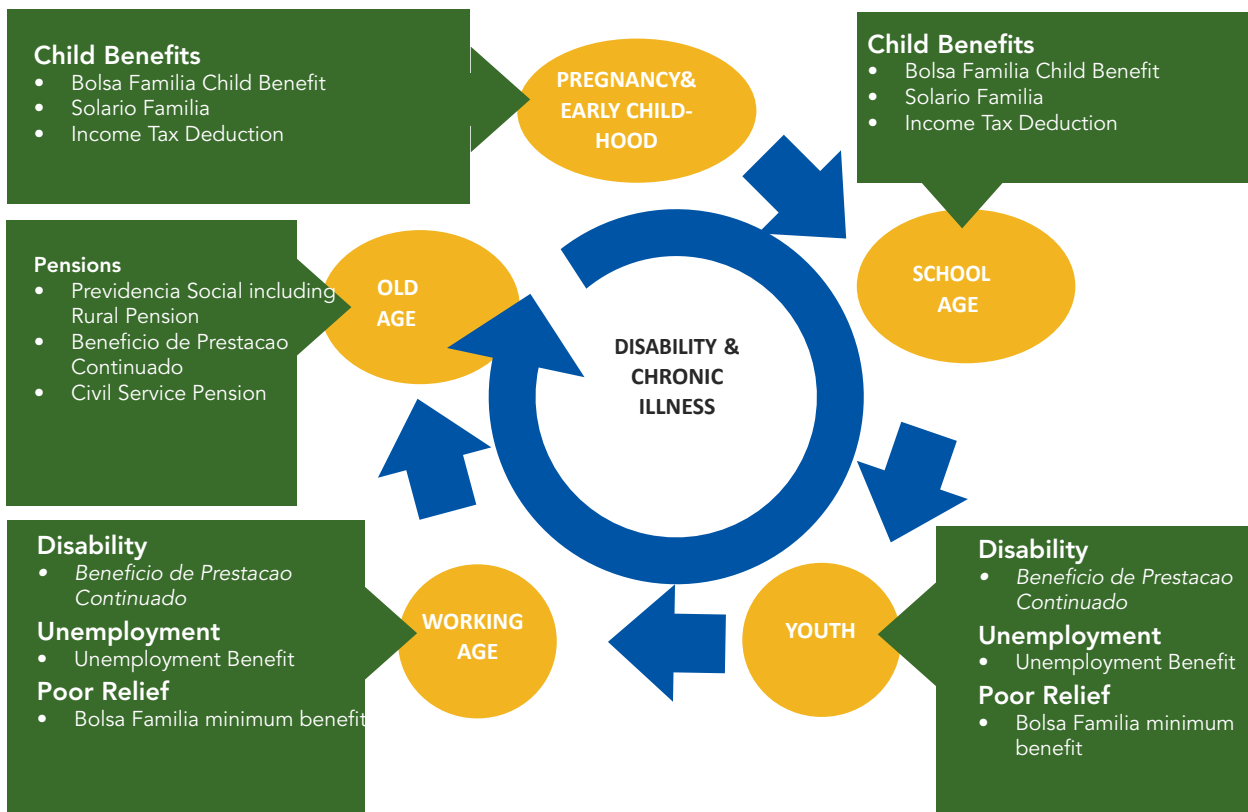 Child Benefits
• Bolsa Familia Child Benefit
• Solario Familia
• Income Tax Deduction
PREGNANCY&
EARLY CHILD-
HOOD
Child Benefits
• Bolsa Familia Child Benefit
• Solario Familia
• Income Tax Deduction
Pensions
• Previdencia Social including
Rural Pension
• Beneficio de Prestacao
Continuado
• Civil Service Pension
OLD
AGE
SCHOOL
AGE
DISABILITY &
CHRONIC
ILLNESS
Disability
• Beneficio de Prestacao
Continuado
Unemployment
• Unemployment Benefit
Poor Relief
• Bolsa Familia minimum benefit
WORKING
AGE
YOUTH
Disability
• Beneficio de Prestacao
Continuado
Unemployment
• Unemployment Benefit
Poor Relief
• Bolsa Familia minimum
benefit